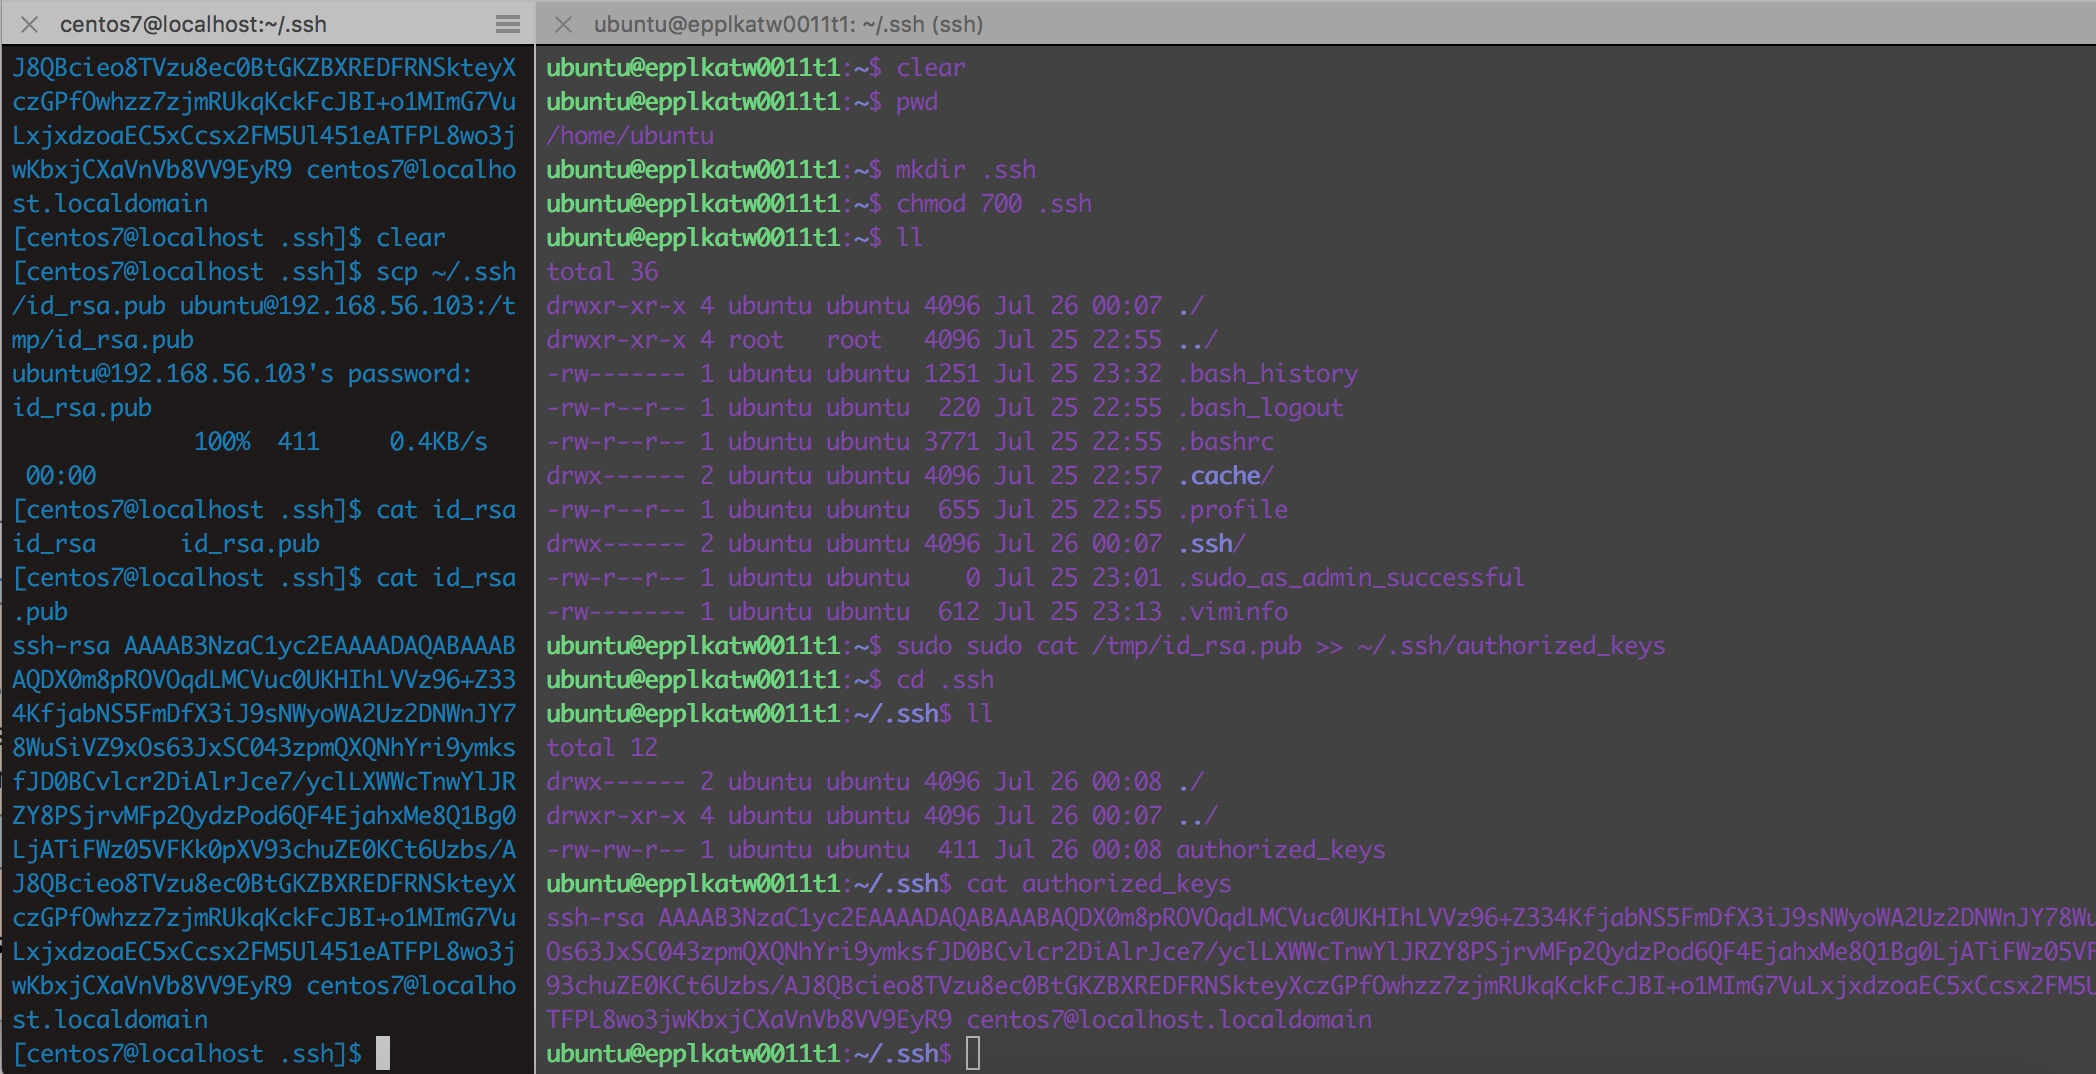 centos7@localhost:~/.ssh
J8QBcieo8TVzu8ec0BtGKZBXREDFRNSkteyX
czGPfOwhzz7zjmRUkqKckFcJBI+o1MImG7Vu
LxjxdzoaEC5xCcsx2FM5Ul451eATFPL8wo3j
wKbxjCXaVnVb8VV9EyR9 centos7@localho
st.localdomain
[centos7@localhost .ssh]$ clear
[centos7@localhost .ssh]$ scp ~/.ssh
/id_rsa.pub ubuntu@192.168.56.103:/t
mp/id_rsa.pub
ubuntu@192.168.56.103's password:
id_rsa.pub
100% 411 0.4KB/s
00:00
[centos7@localhost .ssh]$ cat id_rsa
id_rsa id_rsa.pub
[centos7@localhost .ssh]$ cat id_rsa
.pub
ssh-rsa AAAAB3NzaC1yc2EAAAADAQABAAAB
AQDX0m8pROVOqdLMCVuc0UKHIhLVVz96+Z33
4KfjabNS5FmDfX3iJ9sNWyoWA2Uz2DNWnJY7
8WuSiVZ9xOs63JxSC043zpmQXQNhYri9ymks
fJD0BCvlcr2DiAlrJce7/yclLXWWcTnwYlJR
ZY8PSjrvMFp2QydzPod6QF4EjahxMe8Q1Bg0
LjATiFWz05VFKk0pXV93chuZE0KCt6Uzbs/A
J8QBcieo8TVzu8ec0BtGKZBXREDFRNSkteyX
czGPfOwhzz7zjmRUkqKckFcJBI+o1MImG7Vu
LxjxdzoaEC5xCcsx2FM5Ul451eATFPL8wo3j
wKbxjCXaVnVb8VV9EyR9 centos7@localho
st.localdomain
[centos7@localhost .ssh]$
ubuntu@epplkatw0011t1: ~/.ssh (ssh)
ubuntu@epplkatw0011t1:~$ clear
ubuntu@epplkatw0011t1:~$ pwd
/home/ubuntu
ubuntu@epplkatw0011t1:~$ mkdir .ssh
ubuntu@epplkatw0011t1:~$ chmod 700 .ssh
ubuntu@epplkatw0011t1:~$ ll
total 36
drwxr-xr-x 4 ubuntu ubuntu 4096 Jul 26 00:07 ./
drwxr-xr-x 4 root root 4096 Jul 25 22:55 ../
-rw------- 1 ubuntu ubuntu 1251 Jul 25 23:32 .bash_history
-rw-r--r-- 1 ubuntu ubuntu 220 Jul 25 22:55 .bash_logout
-rw-r--r-- 1 ubuntu ubuntu 3771 Jul 25 22:55 .bashrc
drwx------ 2 ubuntu ubuntu 4096 Jul 25 22:57 .cache/
-rw-r--r-- 1 ubuntu ubuntu 655 Jul 25 22:55 .profile
drwx------ 2 ubuntu ubuntu 4096 Jul 26 00:07 .ssh/
-rw-r--r-- 1 ubuntu ubuntu 0 Jul 25 23:01 .sudo_as_admin_successful
-rw------- 1 ubuntu ubuntu 612 Jul 25 23:13 .viminfo
ubuntu@epplkatw0011t1:~$ sudo sudo cat /tmp/id_rsa.pub >> ~/.ssh/authorized_keys
ubuntu@epplkatw0011t1:~$ cd .ssh
ubuntu@epplkatw0011t1:~/.ssh$ ll
total 12
drwx------ 2 ubuntu ubuntu 4096 Jul 26 00:08 ./
drwxr-xr-x 4 ubuntu ubuntu 4096 Jul 26 00:07 ../
-rw-rw-r-- 1 ubuntu ubuntu 411 Jul 26 00:08 authorized_keys
ubuntu@epplkatw0011t1:~/.ssh$ cat authorized_keys
ssh-rsa AAAAB3NzaC1yc2EAAAADAQABAAABAQDX0m8pROVOqdLMCVuc0UKHIhLVVz96+Z334KfjabNS5FmDfX3iJ9sNWyoWA2Uz2DNWnJY78Wu
Os63JxSC043zpmQXQNhYri9ymksfJD0BCvlcr2DiAlrJce7/yclLXWWcTnwYlJRZY8PSjrvMFp2QydzPod6QF4EjahxMe8Q1Bg0LjATiFWz05VF
93chuZE0KCt6Uzbs/AJ8QBcieo8TVzu8ec0BtGKZBXREDFRNSkteyXczGPfOwhzz7zjmRUkqKckFcJBI+o1MImG7VuLxjxdzoaEC5xCcsx2FM5U
TFPL8wo3jwKbxjCXaVnVb8VV9EyR9 centos7@localhost.localdomain
ubuntu@epplkatw0011t1:~/.ssh$